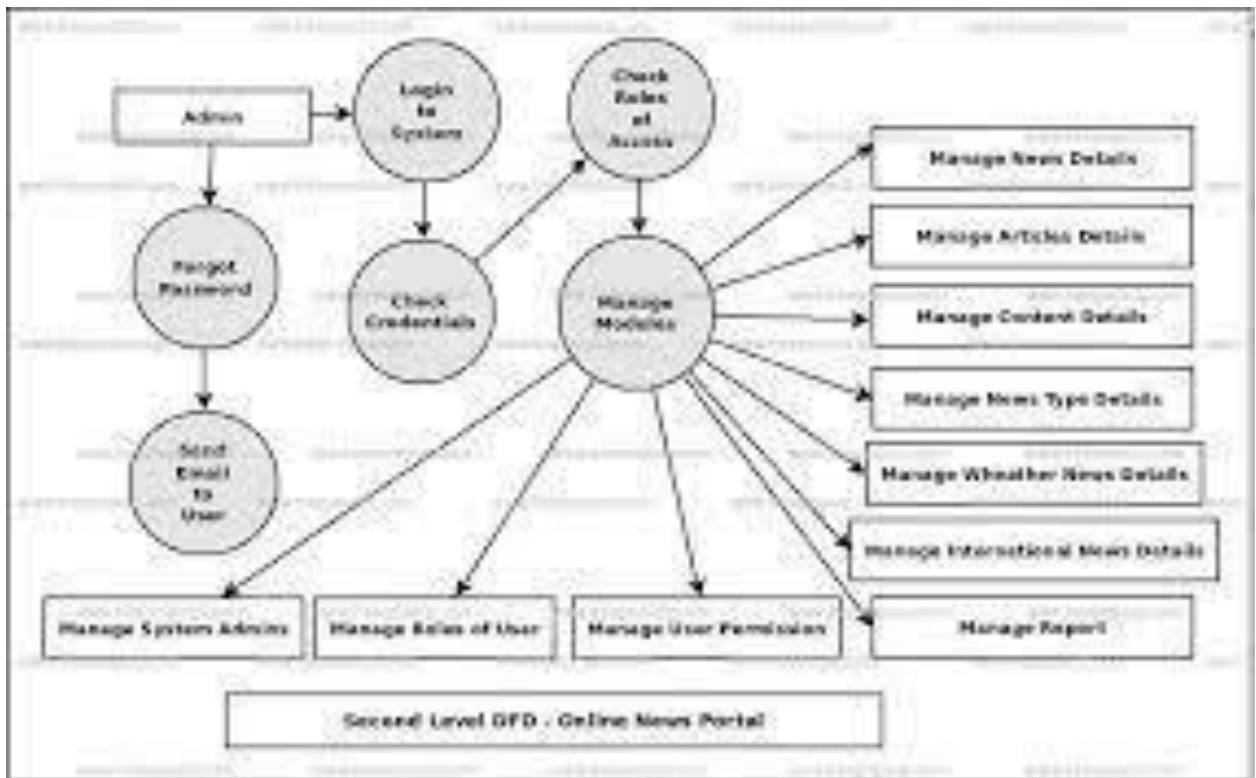 Admin
Login
to
System
Check
Roles
of
Access
Forgot
Password
Check
Credentials
Manage
Modules
Send
Email
to
User
Manage News Details
Manage Articles Details
Manage Content Details
Manage News Type Details
Manage Wheather News Details
Manage International News Details
Manage System Admins
Manage Roles of User
Manage User Permission
Manage Report
Second Level DFD - Online News Portal